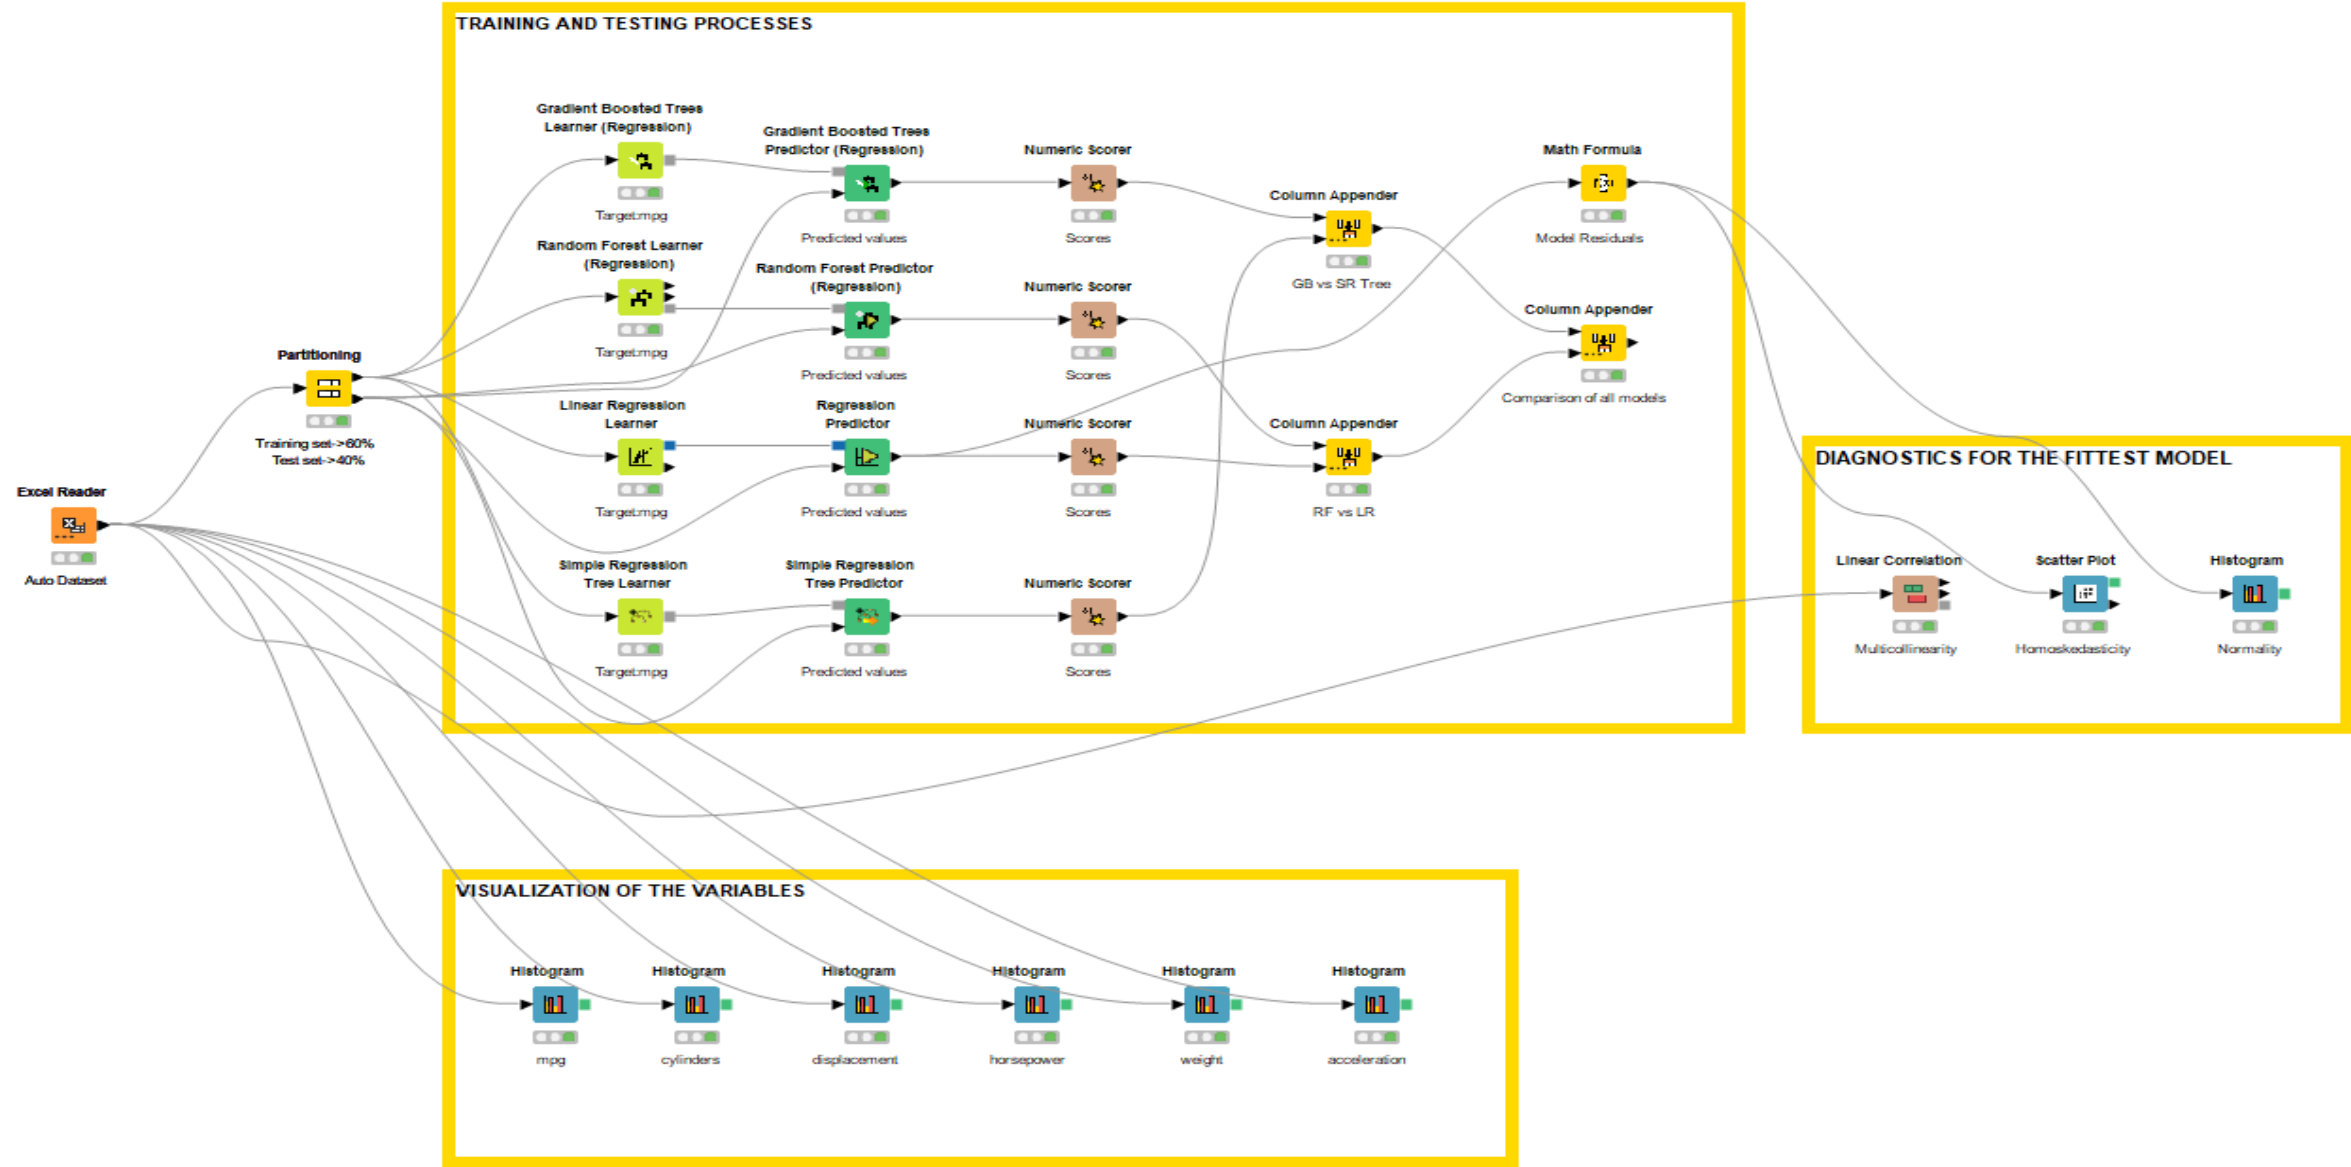 TRAINING AND TESTING PROCESSES
Gradient Boosted Trees
Learner (Regression)
Target:mpg
Gradient Boosted Trees
Predictor (Regression)
Predicted values
Numeric Scorer
Scores
Column Appender
GB vs SR Tree
Math Formula
Model Residuals
Random Forest Learner
(Regression)
Target:mpg
Random Forest Predictor
(Regression)
Predicted values
Numeric Scorer
Scores
Column Appender
Comparison of all models
Partitioning
Training set->60%
Test set->40%
Linear Regression
Learner
Target:mpg
Regression
Predictor
Predicted values
Numeric Scorer
Scores
Column Appender
RF vs LR
Excel Reader
Auto Dataset
Simple Regression
Tree Learner
Target:mpg
Simple Regression
Tree Predictor
Predicted values
Numeric Scorer
Scores
DIAGNOSTICS FOR THE FITTEST MODEL
Linear Correlation
Multicollinearity
Scatter Plot
Homoskedasticity
Histogram
Normality
VISUALIZATION OF THE VARIABLES
Histogram
mpg
Histogram
cylinders
Histogram
displacement
Histogram
horsepower
Histogram
weight
Histogram
acceleration